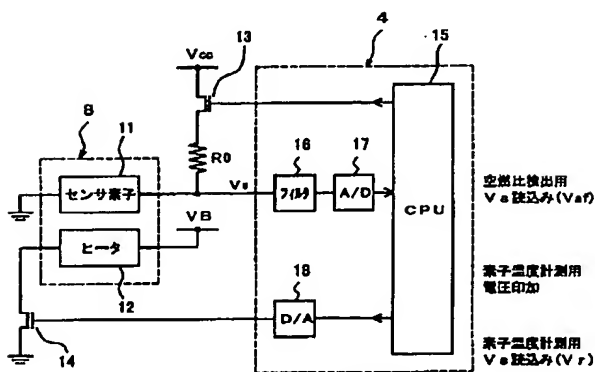 4
15
Vcc
13
8
11
センサ素子
R0
16
17
フィルタ
A/D
CPU
Vs
VB
ヒータ
12
18
D/A
14
空燃比検出用
Vs読込み(Vaf)
素子温度計測用
電圧印加
素子温度計測用
Vs読込み(Vr)